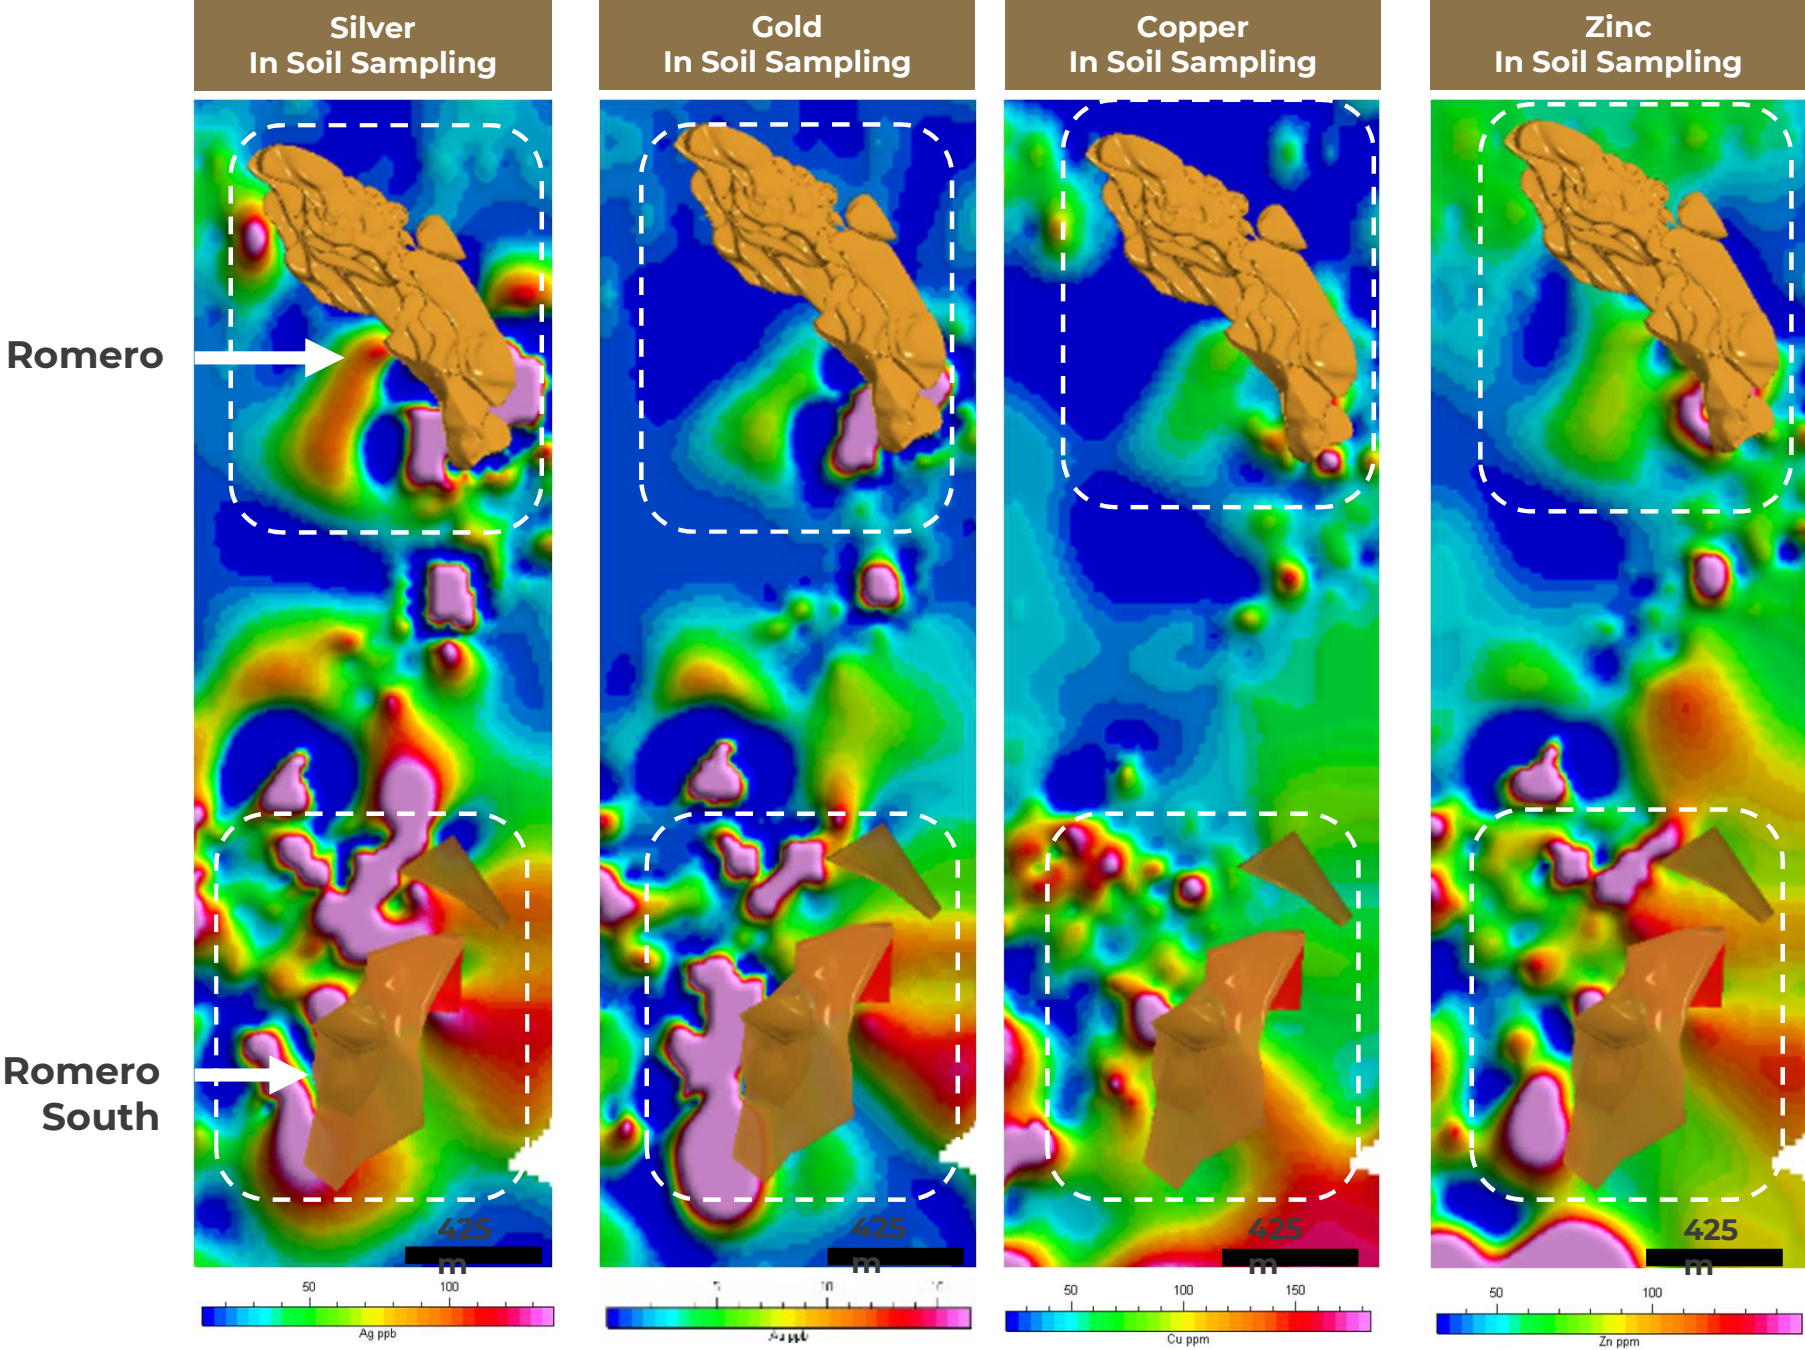 Silver
In Soil Sampling
Gold
In Soil Sampling
Copper
In Soil Sampling
Zinc
In Soil Sampling
Romero
Romero
South
425
m
425
m
425
m
425
m
50 100
Ag ppb
50 100 150
Cu ppm
50 100
Zn ppm